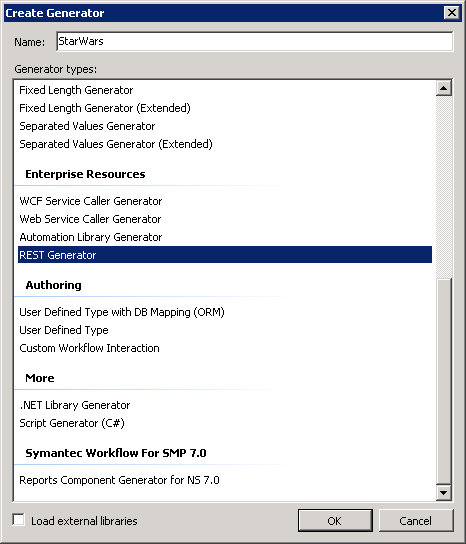 Create Generator
Name: StarWars
Generator types:
Fixed Length Generator
Fixed Length Generator (Extended)
Separated Values Generator
Separated Values Generator (Extended)
Enterprise Resources
WCF Service Caller Generator
Web Service Caller Generator
Automation Library Generator
REST Generator
Authoring
User Defined Type with DB Mapping (ORM)
User Defined Type
Custom Workflow Interaction
More
.NET Library Generator
Script Generator (C#)
Symantec Workflow For SMP 7.0
Reports Component Generator for NS 7.0
Load external libraries OK Cancel